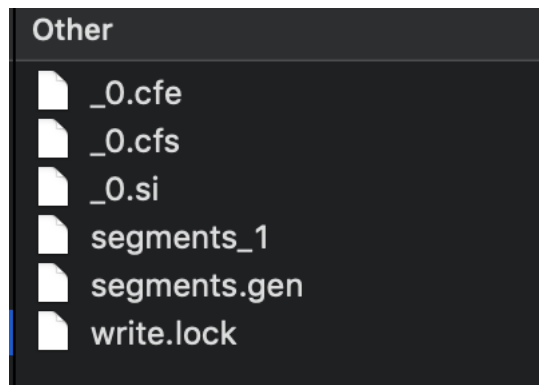 Other
_0.cfe
_0.cfs
_0.si
segments_1
segments.gen
write.lock